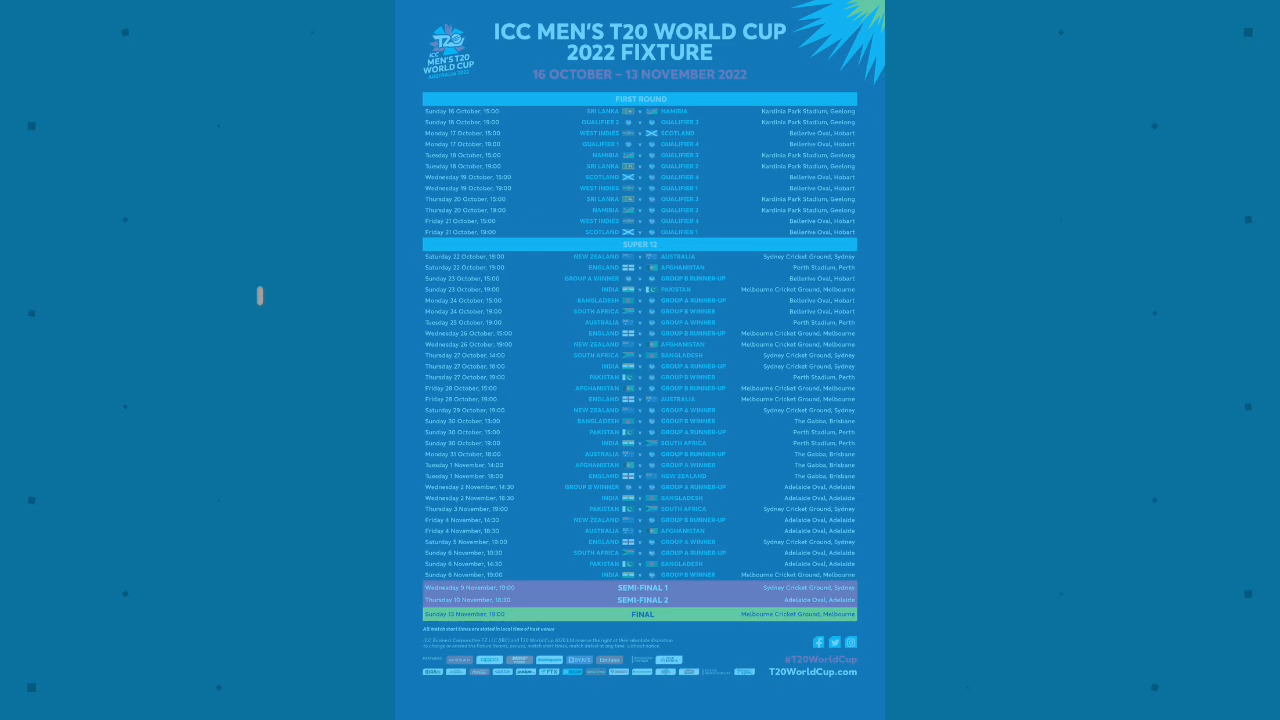 ICC MEN'S T20 WORLD CUP
2022 FIXTURE
16 OCTOBER – 13 NOVEMBER 2022
T20
ICC
MEN'S T20
WORLD CUP
AUSTRALIA 2022
FIRST ROUND
Sunday 16 October, 15:00 SRI LANKA v NAMIBIA Kardinia Park Stadium, Geelong
Sunday 16 October, 19:00 QUALIFIER 2 v QUALIFIER 3 Kardinia Park Stadium, Geelong
Monday 17 October, 15:00 WEST INDIES v SCOTLAND Bellerive Oval, Hobart
Monday 17 October, 19:00 QUALIFIER 1 v QUALIFIER 4 Bellerive Oval, Hobart
Tuesday 18 October, 15:00 NAMIBIA v QUALIFIER 3 Kardinia Park Stadium, Geelong
Tuesday 18 October, 19:00 SRI LANKA v QUALIFIER 2 Kardinia Park Stadium, Geelong
Wednesday 19 October, 15:00 SCOTLAND v QUALIFIER 4 Bellerive Oval, Hobart
Wednesday 19 October, 19:00 WEST INDIES v QUALIFIER 1 Bellerive Oval, Hobart
Thursday 20 October, 15:00 SRI LANKA v QUALIFIER 3 Kardinia Park Stadium, Geelong
Thursday 20 October, 19:00 NAMIBIA v QUALIFIER 2 Kardinia Park Stadium, Geelong
Friday 21 October, 15:00 WEST INDIES v QUALIFIER 4 Bellerive Oval, Hobart
Friday 21 October, 19:00 SCOTLAND v QUALIFIER 1 Bellerive Oval, Hobart
SUPER 12
Saturday 22 October, 18:00 NEW ZEALAND v AUSTRALIA Sydney Cricket Ground, Sydney
Saturday 22 October, 19:00 ENGLAND v AFGHANISTAN Perth Stadium, Perth
Sunday 23 October, 15:00 GROUP A WINNER v GROUP B RUNNER-UP Bellerive Oval, Hobart
Sunday 23 October, 19:00 INDIA v PAKISTAN Melbourne Cricket Ground, Melbourne
Monday 24 October, 15:00 BANGLADESH v GROUP A RUNNER-UP Bellerive Oval, Hobart
Monday 24 October, 19:00 SOUTH AFRICA v GROUP B WINNER Bellerive Oval, Hobart
Tuesday 25 October, 19:00 AUSTRALIA v GROUP A WINNER Perth Stadium, Perth
Wednesday 26 October, 15:00 ENGLAND v GROUP B RUNNER-UP Melbourne Cricket Ground, Melbourne
Wednesday 26 October, 19:00 NEW ZEALAND v AFGHANISTAN Melbourne Cricket Ground, Melbourne
Thursday 27 October, 14:00 SOUTH AFRICA v BANGLADESH Sydney Cricket Ground, Sydney
Thursday 27 October, 18:00 INDIA v GROUP A RUNNER-UP Sydney Cricket Ground, Sydney
Thursday 27 October, 19:00 PAKISTAN v GROUP B WINNER Perth Stadium, Perth
Friday 28 October, 15:00 AFGHANISTAN v GROUP B RUNNER-UP Melbourne Cricket Ground, Melbourne
Friday 28 October, 19:00 ENGLAND v AUSTRALIA Melbourne Cricket Ground, Melbourne
Saturday 29 October, 19:00 NEW ZEALAND v GROUP A WINNER Sydney Cricket Ground, Sydney
Sunday 30 October, 13:00 BANGLADESH v GROUP B WINNER The Gabba, Brisbane
Sunday 30 October, 15:00 PAKISTAN v GROUP A RUNNER-UP Perth Stadium, Perth
Sunday 30 October, 19:00 INDIA v SOUTH AFRICA Perth Stadium, Perth
Monday 31 October, 18:00 AUSTRALIA v GROUP B RUNNER-UP The Gabba, Brisbane
Tuesday 1 November, 14:00 AFGHANISTAN v GROUP A WINNER The Gabba, Brisbane
Tuesday 1 November, 18:00 ENGLAND v NEW ZEALAND The Gabba, Brisbane
Wednesday 2 November, 14:30 GROUP B WINNER v GROUP A RUNNER-UP Adelaide Oval, Adelaide
Wednesday 2 November, 18:30 INDIA v BANGLADESH Adelaide Oval, Adelaide
Thursday 3 November, 19:00 PAKISTAN v SOUTH AFRICA Sydney Cricket Ground, Sydney
Friday 4 November, 14:30 NEW ZEALAND v GROUP B RUNNER-UP Adelaide Oval, Adelaide
Friday 4 November, 18:30 AUSTRALIA v AFGHANISTAN Adelaide Oval, Adelaide
Saturday 5 November, 19:00 ENGLAND v GROUP A WINNER Sydney Cricket Ground, Sydney
Sunday 6 November, 10:30 SOUTH AFRICA v GROUP A RUNNER-UP Adelaide Oval, Adelaide
Sunday 6 November, 14:30 PAKISTAN v BANGLADESH Adelaide Oval, Adelaide
Sunday 6 November, 19:00 INDIA v GROUP B WINNER Melbourne Cricket Ground, Melbourne
Wednesday 9 November, 19:00 SEMI-FINAL 1 Sydney Cricket Ground, Sydney
Thursday 10 November, 18:30 SEMI-FINAL 2 Adelaide Oval, Adelaide
Sunday 13 November, 19:00 FINAL Melbourne Cricket Ground, Melbourne
All match start times are stated in local time of host venue
#T20WorldCup
oppo
Emirates
FTX
T20WorldCup.com